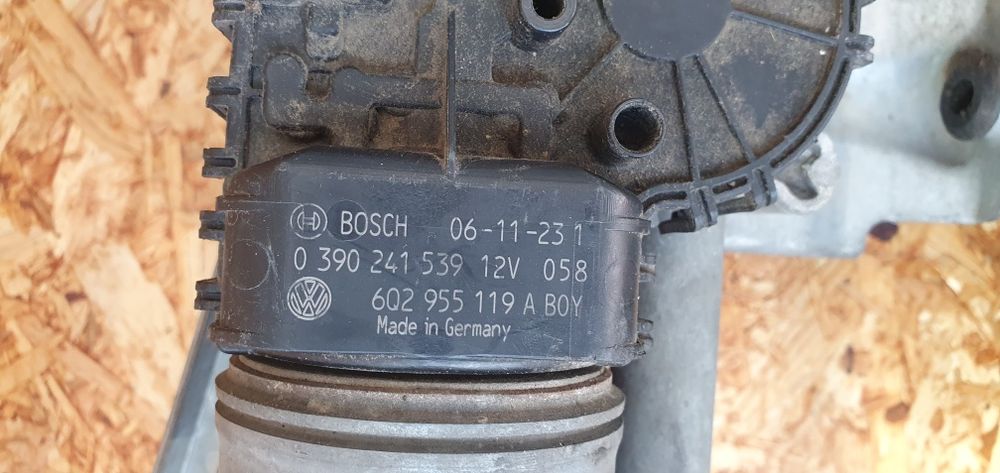 BOSCH 06-11-23 1
0 390 241 539 12V 058
6Q2 955 119 A B0Y
Made in Germany